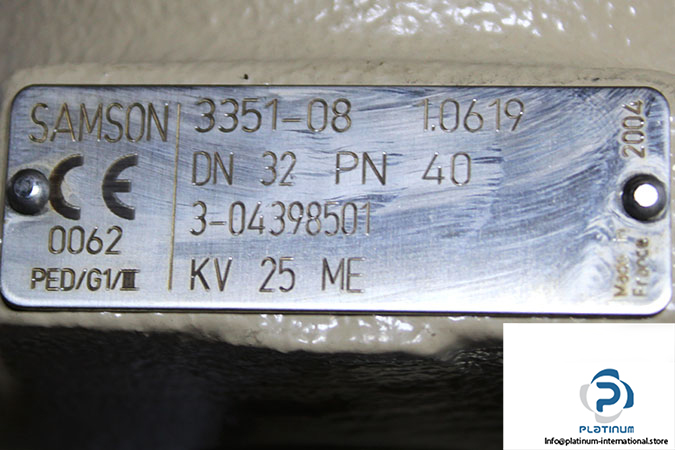 SAMSON
CE
0062
PED/G1/III
3351-08 1.0619
DN 32 PN 40
3-04398501
KV 25 ME
2004
Made in
France
PLATINUM
Info@platinum-international.store